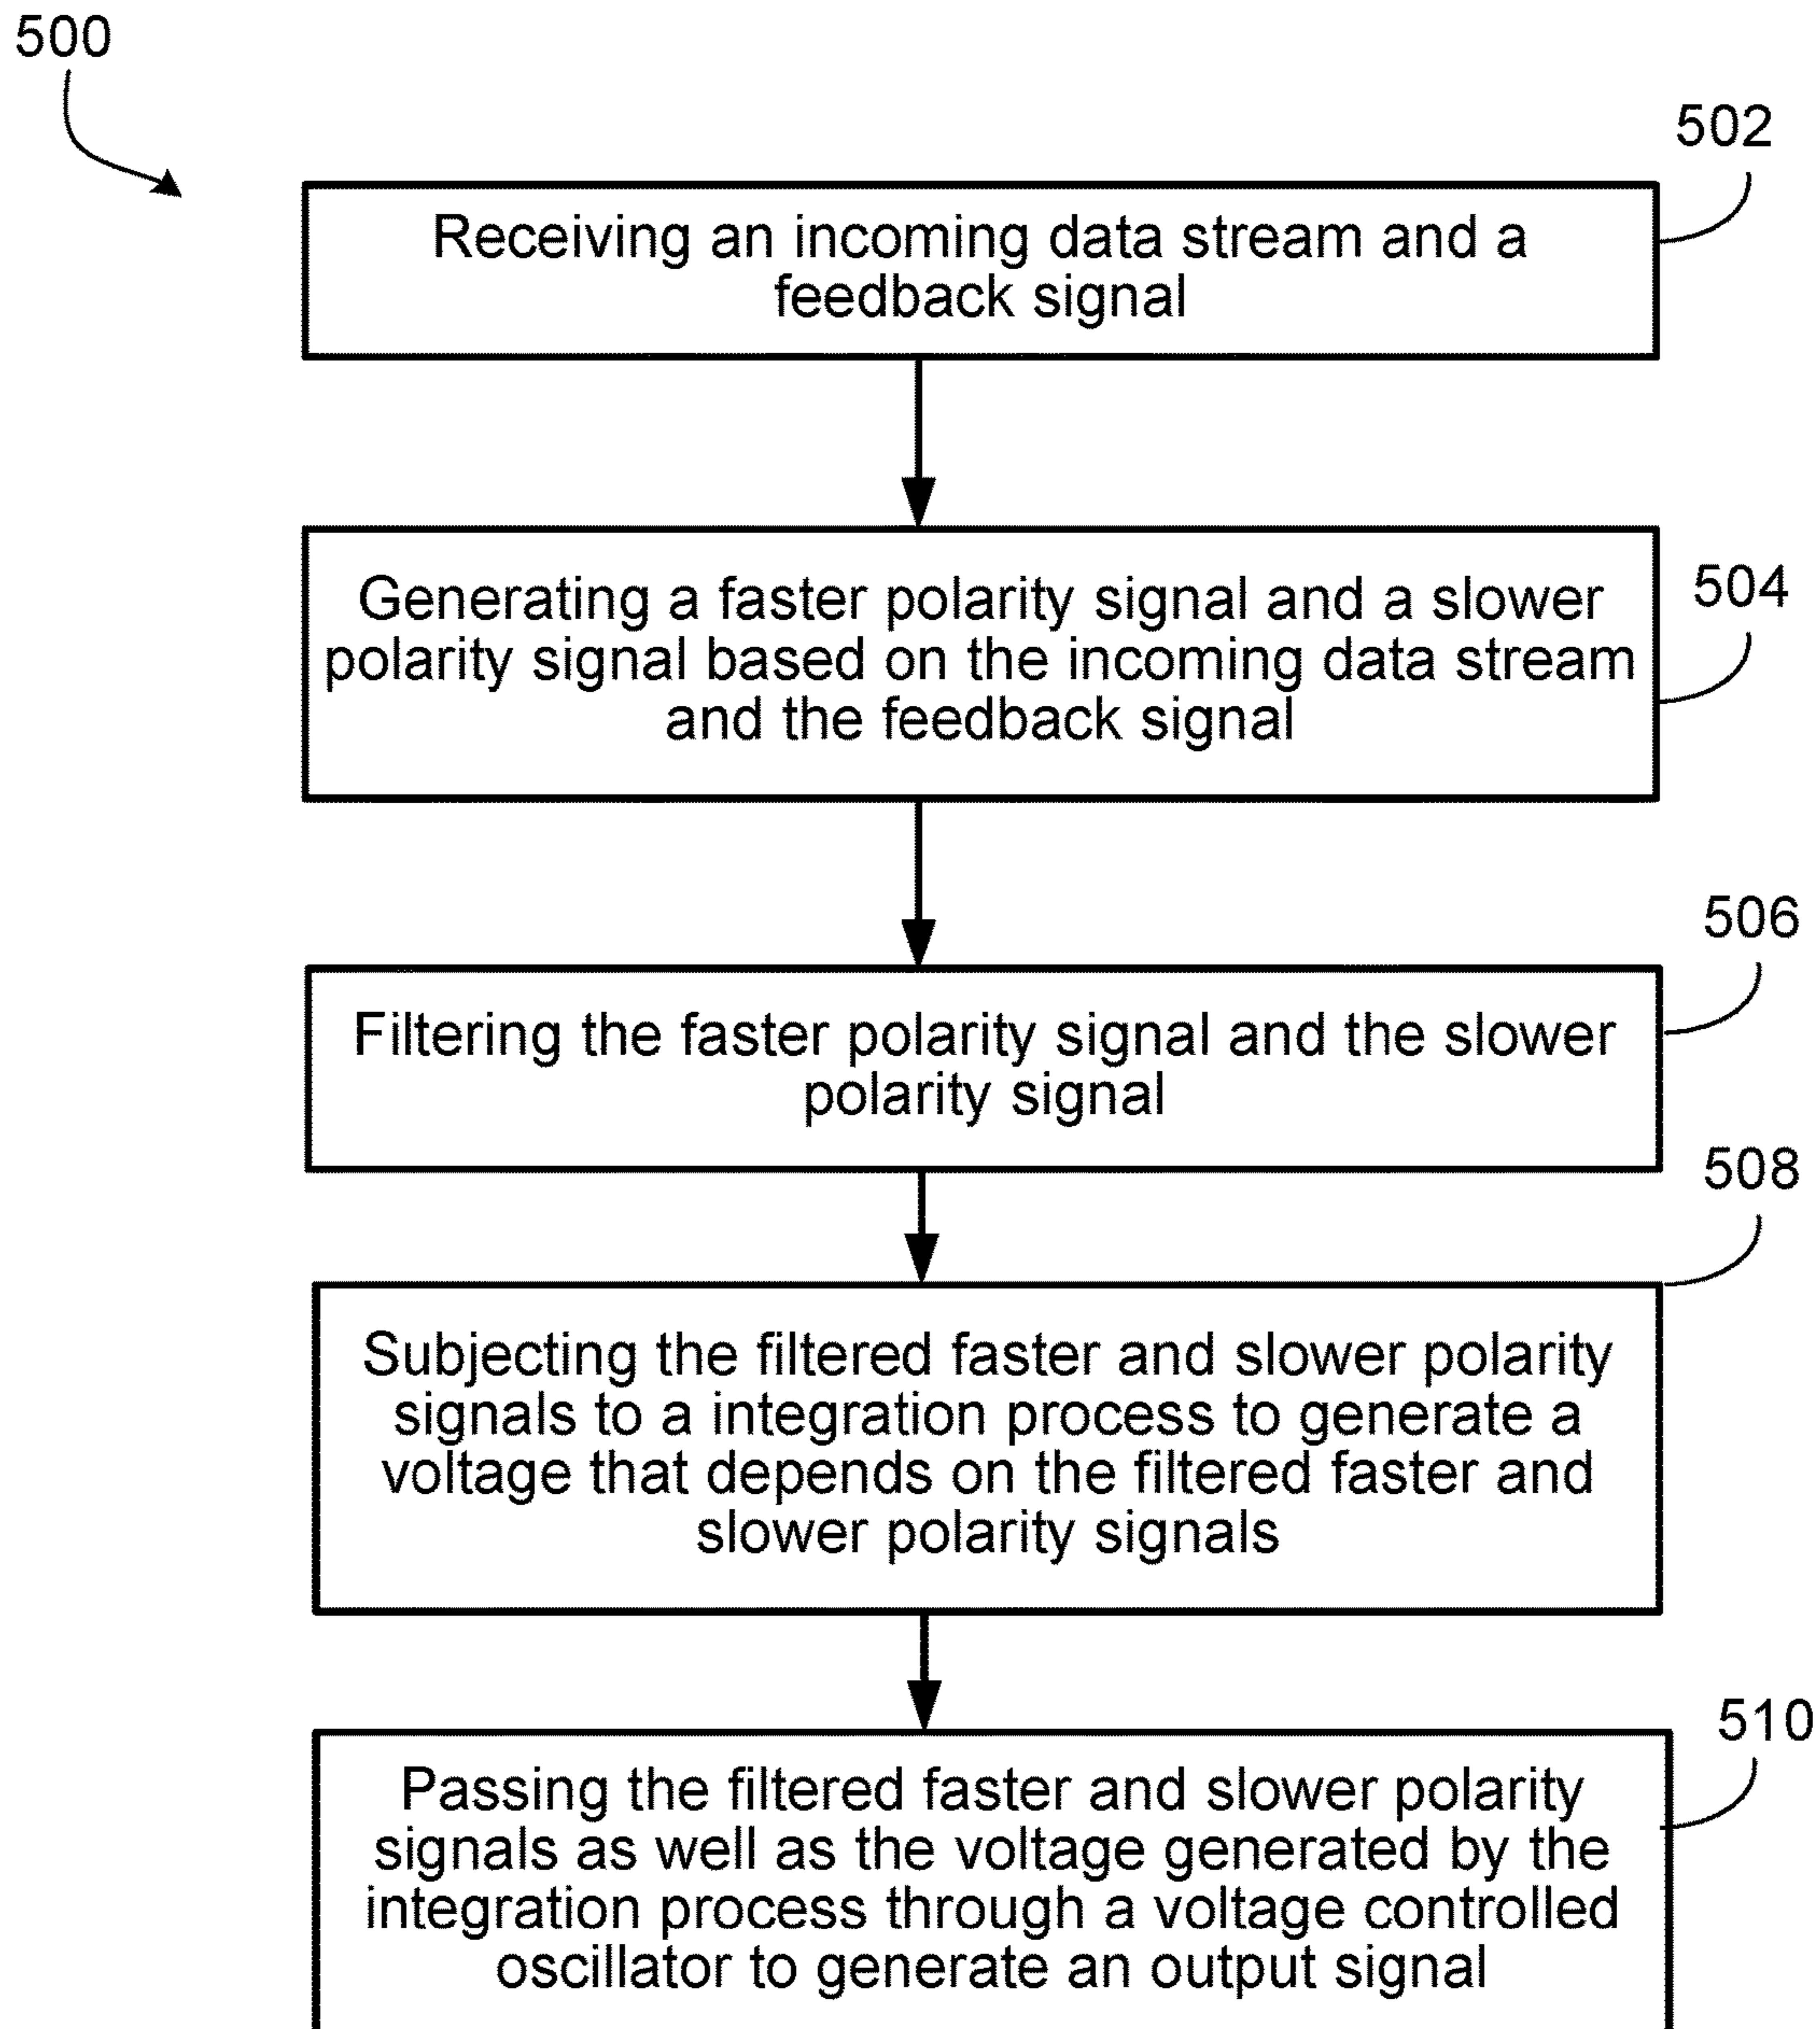 500
502
Receiving an incoming data stream and a
feedback signal
504
Generating a faster polarity signal and a slower
polarity signal based on the incoming data stream
and the feedback signal
506
Filtering the faster polarity signal and the slower
polarity signal
508
Subjecting the filtered faster and slower polarity
signals to a integration process to generate a
voltage that depends on the filtered faster and
slower polarity signals
510
Passing the filtered faster and slower polarity
signals as well as the voltage generated by the
integration process through a voltage controlled
oscillator to generate an output signal